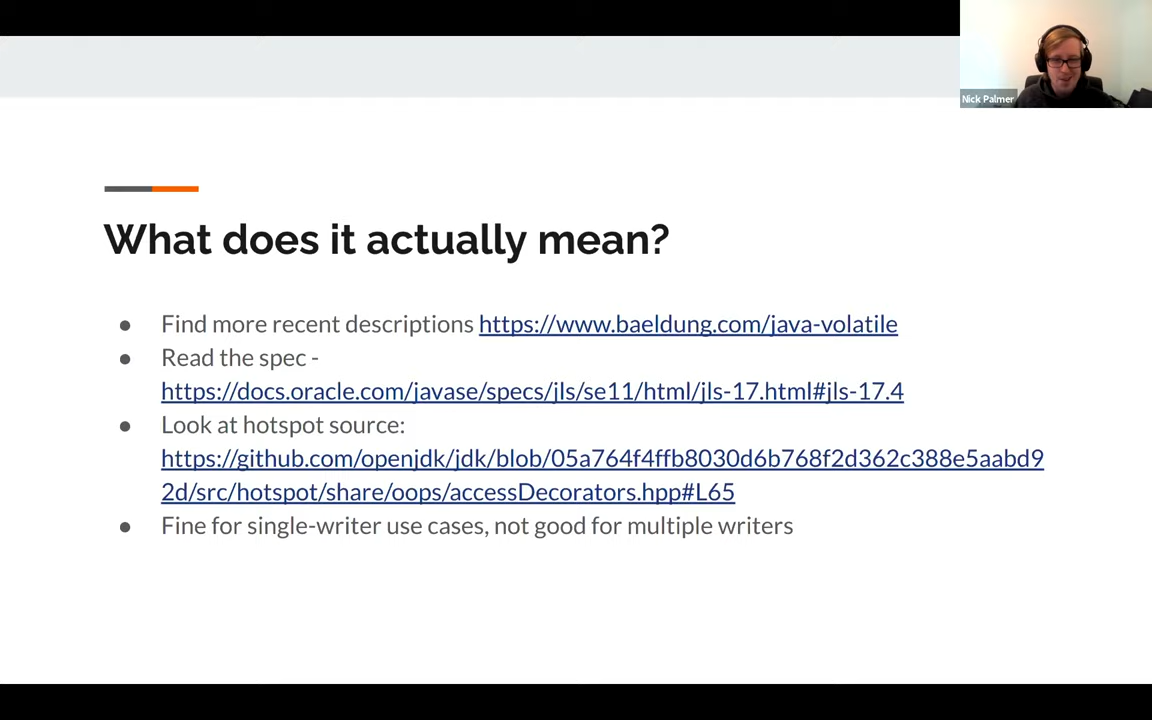 Nick Palmer
What does it actually mean?
● Find more recent descriptions https://www.baeldung.com/java-volatile
● Read the spec -
https://docs.oracle.com/javase/specs/jls/se11/html/jls-17.html#jls-17.4
● Look at hotspot source:
https://github.com/openjdk/jdk/blob/05a764f4ffb8030d6b768f2d362c388e5aabd9
2d/src/hotspot/share/oops/accessDecorators.hpp#L65
● Fine for single-writer use cases, not good for multiple writers